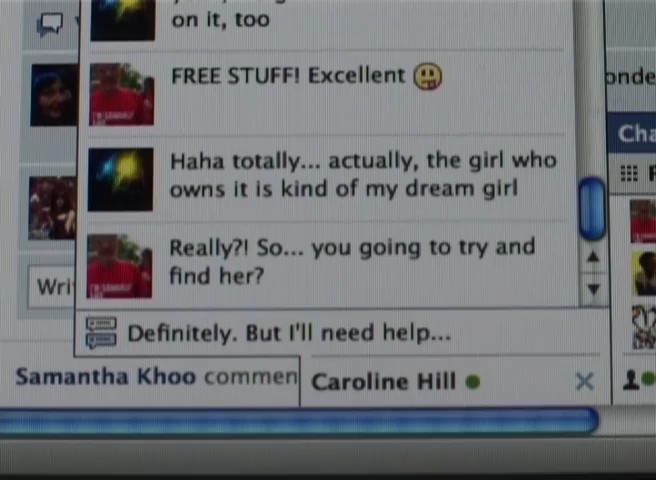 on it, too
FREE STUFF! Excellent
Haha totally... actually, the girl who
owns it is kind of my dream girl
Really?! So... you going to try and
find her?
Definitely. But I'll need help...
Samantha Khoo commen
Caroline Hill
Wri
onde
Cha